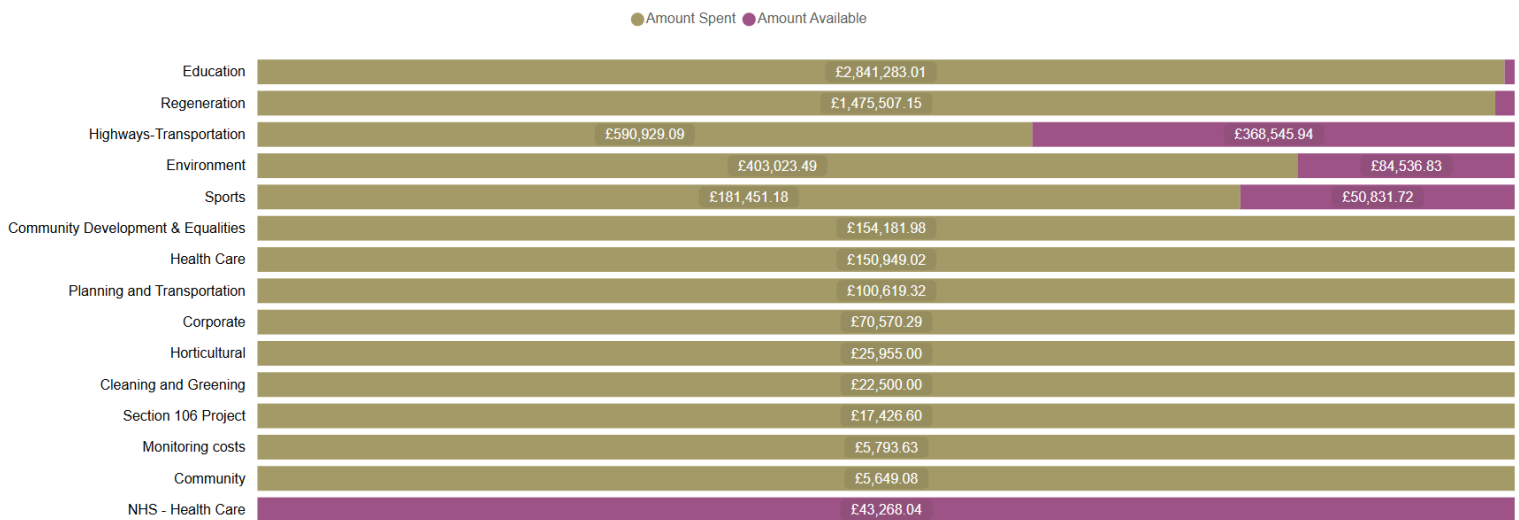 Amount Spent Amount Available
Education £2,841,283.01
Regeneration £1,475,507.15
Highways-Transportation £590,929.09 £368,545.94
Environment £403,023.49 £84,536.83
Sports £181,451.18 £50,831.72
Community Development & Equalities £154,181.98
Health Care £150,949.02
Planning and Transportation £100,619.32
Corporate £70,570.29
Horticultural £25,955.00
Cleaning and Greening £22,500.00
Section 106 Project £17,426.60
Monitoring costs £5,793.63
Community £5,649.08
NHS - Health Care £43,268.04